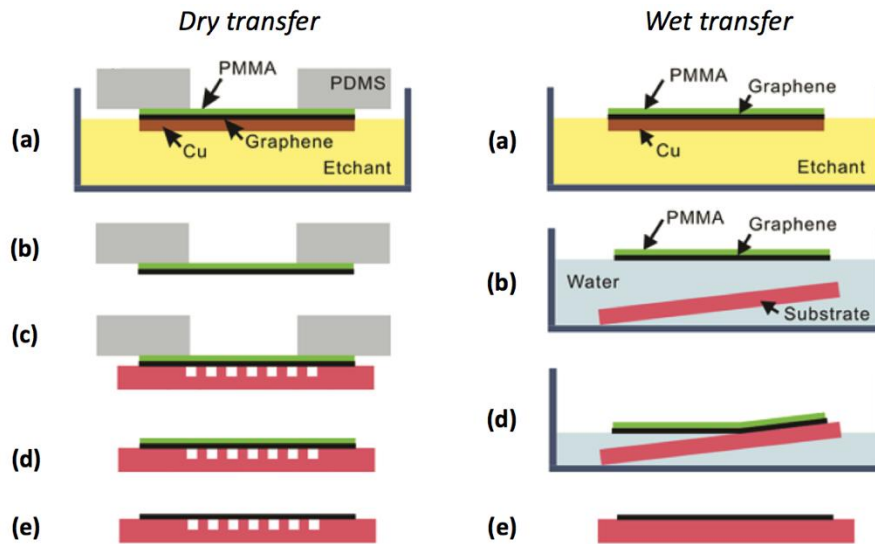 Dry transfer
Wet transfer
(a)
PMMA
PDMS
Cu
Graphene
Etchant
(b)
(c)
(d)
(e)
(a)
PMMA
Graphene
Cu
Etchant
(b)
PMMA
Graphene
Water
Substrate
(d)
(e)